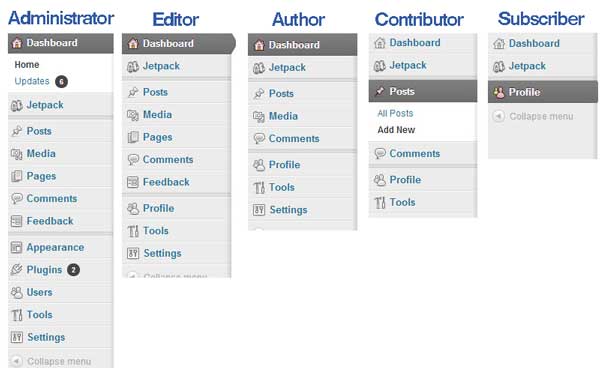 Administrator
Dashboard
Home
Updates 6
Jetpack
Posts
Media
Pages
Comments
Feedback
Appearance
Plugins 2
Users
Tools
Settings
Collapse menu
Editor
Dashboard
Jetpack
Posts
Media
Pages
Comments
Feedback
Profile
Tools
Settings
Collapse menu
Author
Dashboard
Jetpack
Posts
Media
Comments
Profile
Tools
Settings
Contributor
Dashboard
Jetpack
Posts
All Posts
Add New
Comments
Profile
Tools
Subscriber
Dashboard
Jetpack
Profile
Collapse menu